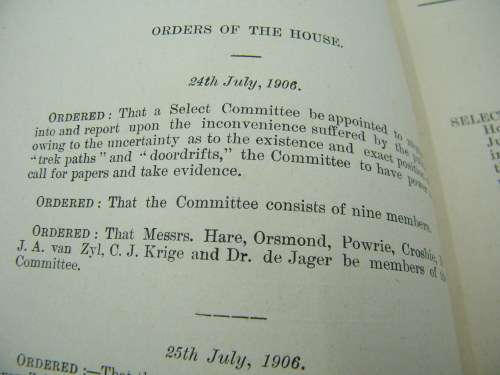 ORDERS OF THE HOUSE.
24th July, 1906.
ORDERED: That a Select Committee be appointed to
into and report upon the inconvenience suffered by the
owing to the uncertainty as to the existence and exact
"trek paths" and "doordrifts," the Committee to have power
call for papers and take evidence.
ORDERED: That the Committee consists of nine members.
ORDERED: That Messrs. Hare, Orsmond, Powrie, Crosbie,
J. A. van Zyl, C. J. Krige and Dr. de Jager be members of
Committee.
25th July, 1906.
ORDERED:—That
SELECT